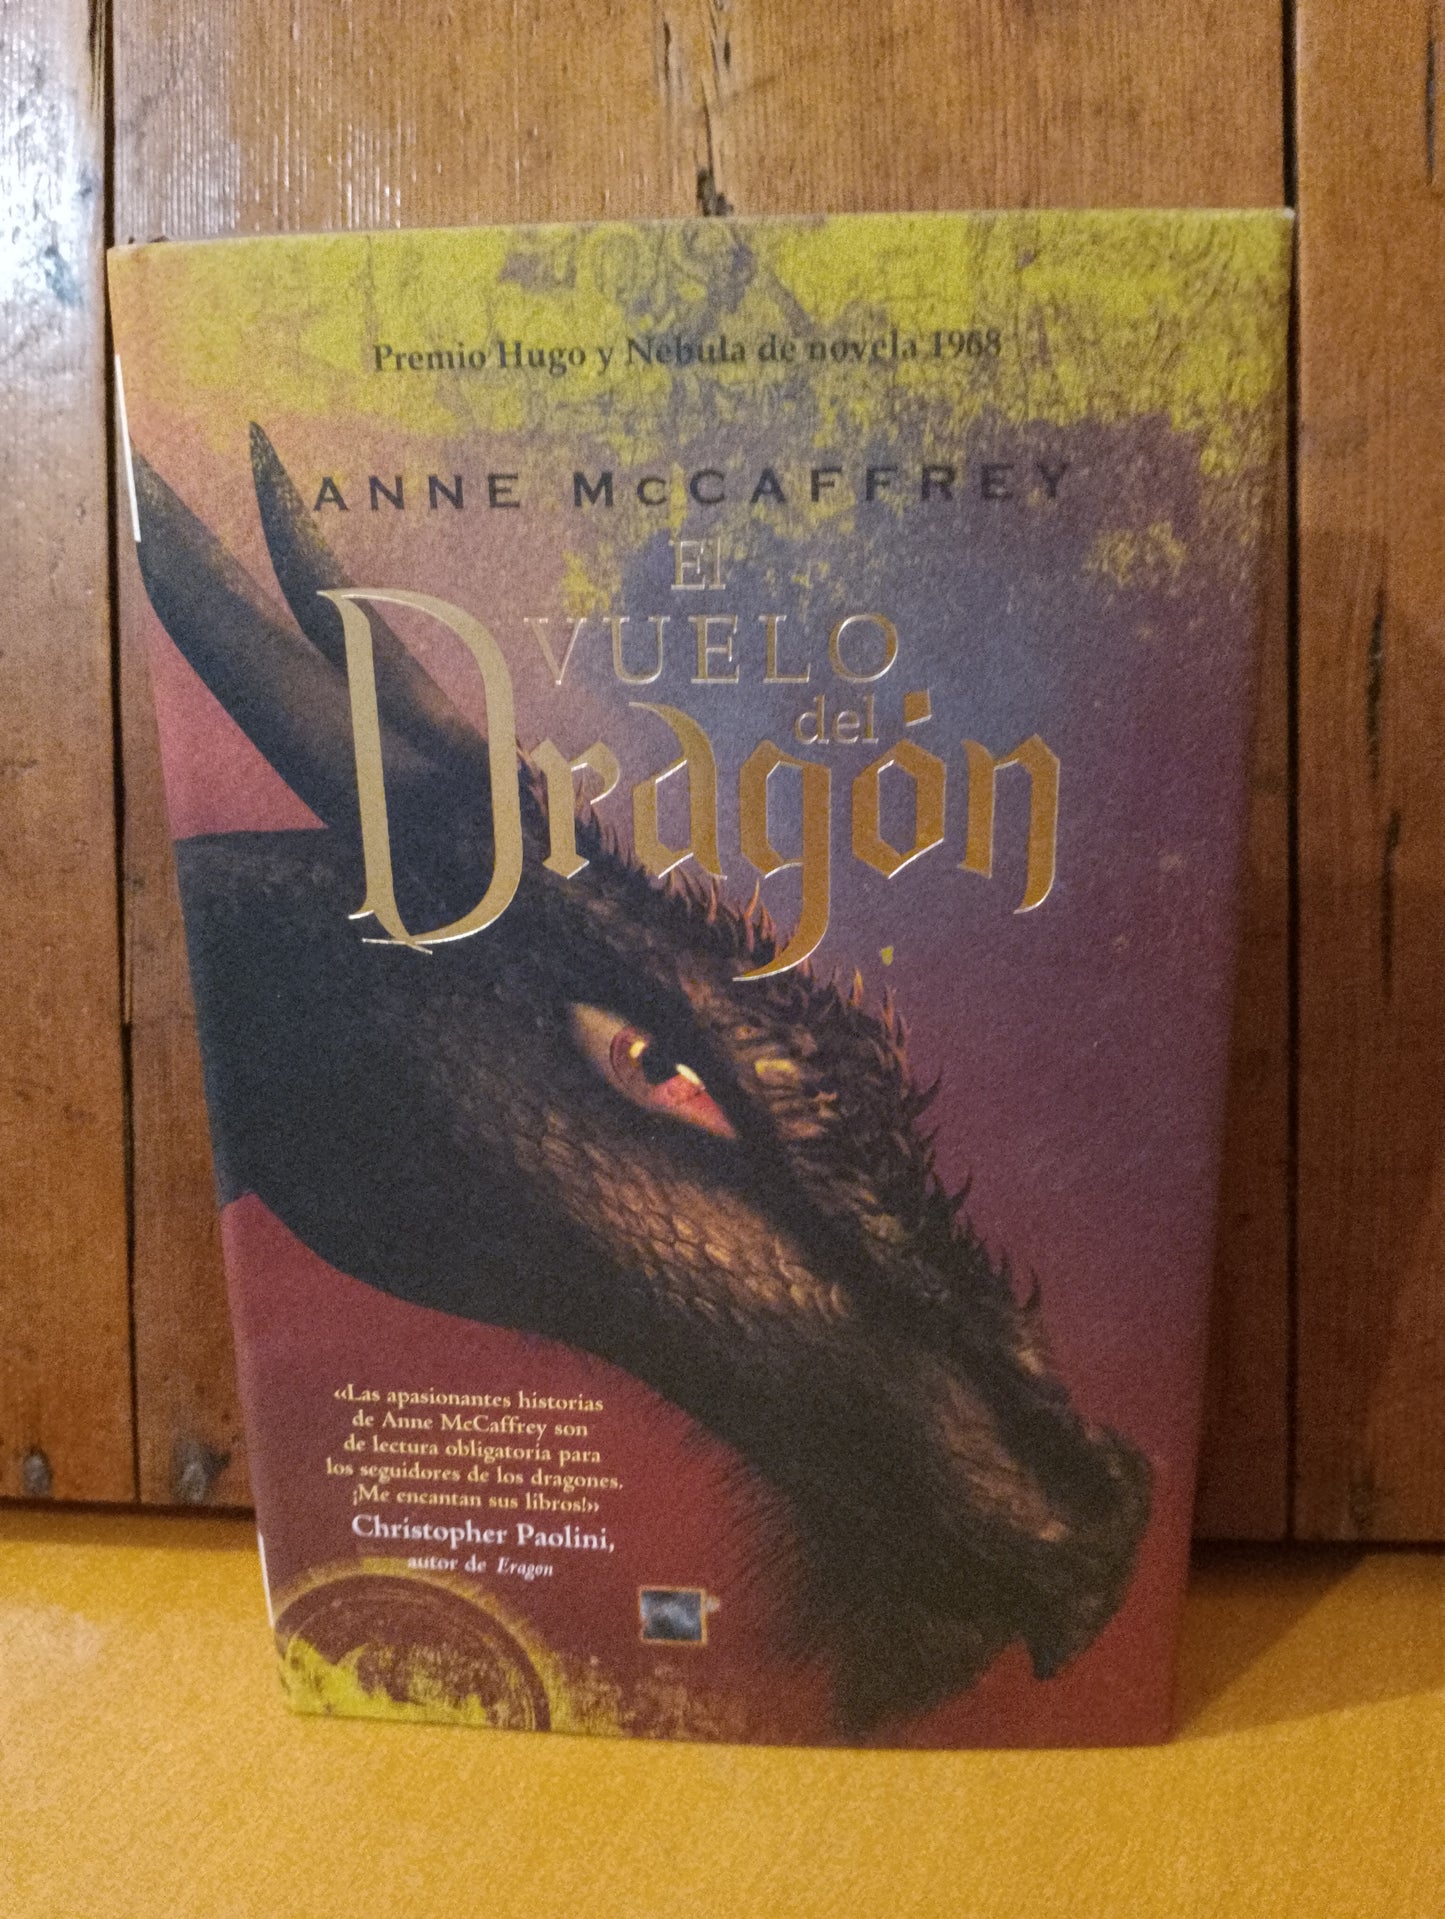 Premio Hugo y Nebula de novela 1968
ANNE McCAFFREY
El
VUELO
del
Dragón
«Las apasionantes historias
de Anne McCaffrey son
de lectura obligatoria para
los seguidores de los dragones.
¡Me encantan sus libros!»
Christopher Paolini,
autor de Eragon